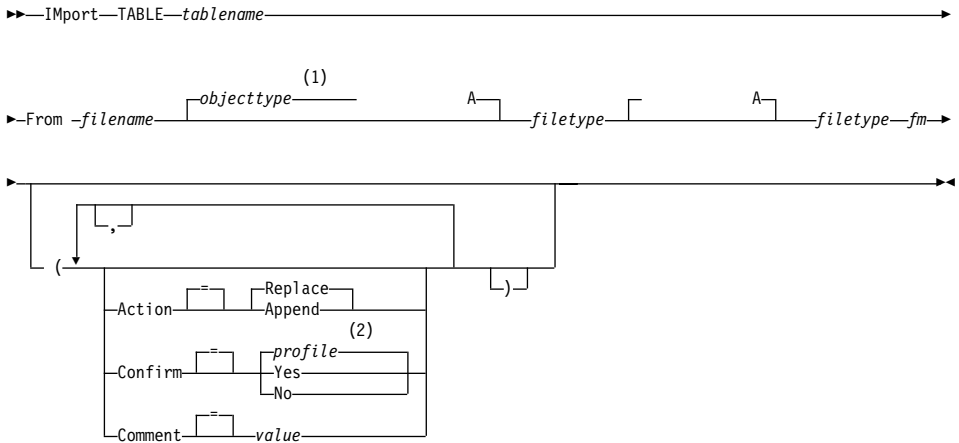 IMport TABLE tablename
(1)
objecttype A A
From filename filetype filetype fm
,
(
= Replace )
Action Append
(2)
= profile
Confirm Yes
No
=
Comment value